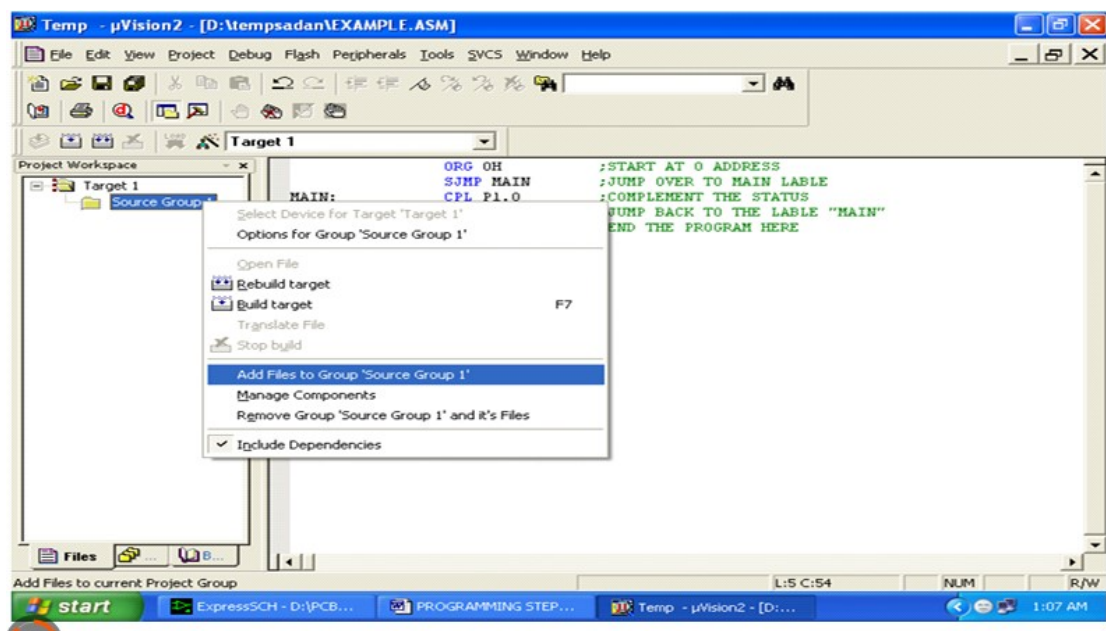 Temp - µVision2 - [D:\tempsadan\EXAMPLE.ASM]
File Edit View Project Debug Flash Peripherals Tools SVCS Window Help
Target 1
Project Workspace
Target 1
Source Group
ORG 0H ;START AT 0 ADDRESS
SJMP MAIN ;JUMP OVER TO MAIN LABLE
MAIN: CPL P1.0 ;COMPLEMENT THE STATUS
JUMP BACK TO THE LABLE "MAIN"
END THE PROGRAM HERE
Select Device for Target 'Target 1'
Options for Group 'Source Group 1'
Open File
Rebuild target
Build target F7
Translate File
Stop build
Add Files to Group 'Source Group 1'
Manage Components
Remove Group 'Source Group 1' and it's Files
Include Dependencies
Files ... B...
Add Files to current Project Group L:5 C:54 NUM R/W
start ExpressSCH - D:\PCB... PROGRAMMING STEP... Temp - µVision2 - [D:... 1:07 AM